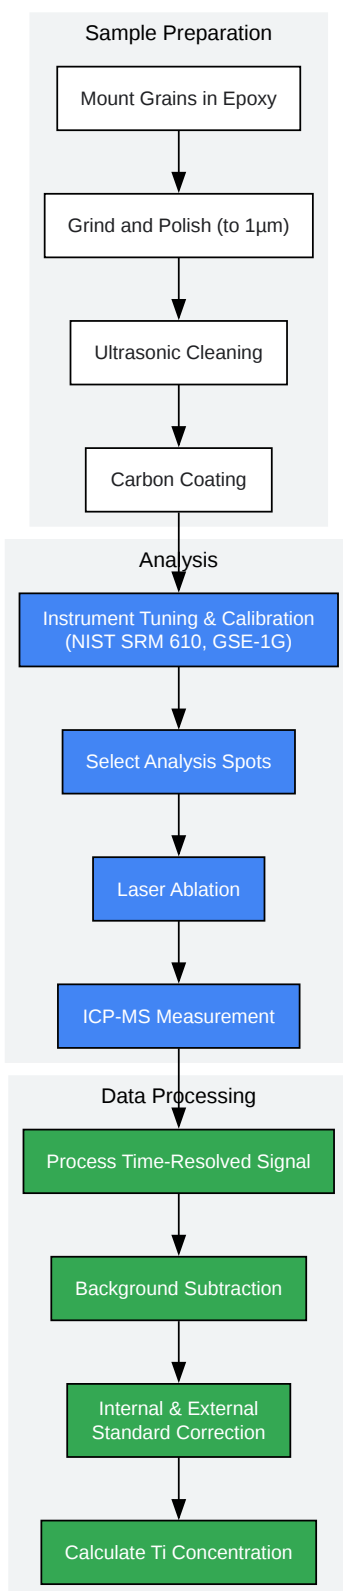 Sample Preparation
Mount Grains in Epoxy
Grind and Polish (to 1µm)
Ultrasonic Cleaning
Carbon Coating
Analysis
Instrument Tuning & Calibration
(NIST SRM 610, GSE-1G)
Select Analysis Spots
Laser Ablation
ICP-MS Measurement
Data Processing
Process Time-Resolved Signal
Background Subtraction
Internal & External
Standard Correction
Calculate Ti Concentration